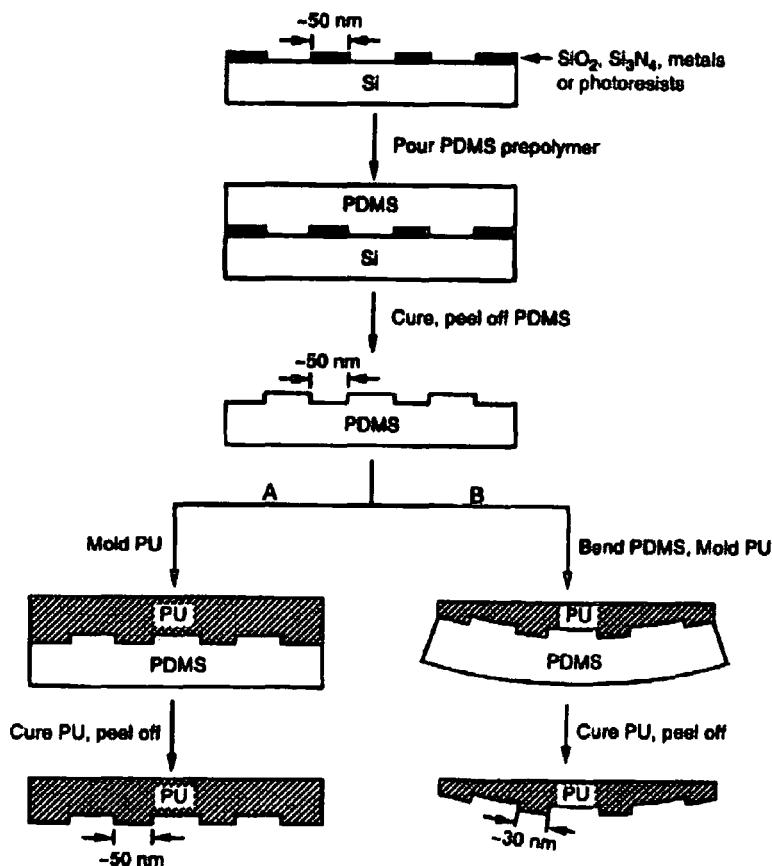 ~50 nm
SiO2, Si3N4, metals
or photoresists
Si
Pour PDMS prepolymer
PDMS
Si
Cure, peel off PDMS
~50 nm
PDMS
A
B
Mold PU
Bend PDMS, Mold PU
PU
PU
PDMS
PDMS
Cure PU, peel off
Cure PU, peel off
PU
PU
~50 nm
~30 nm